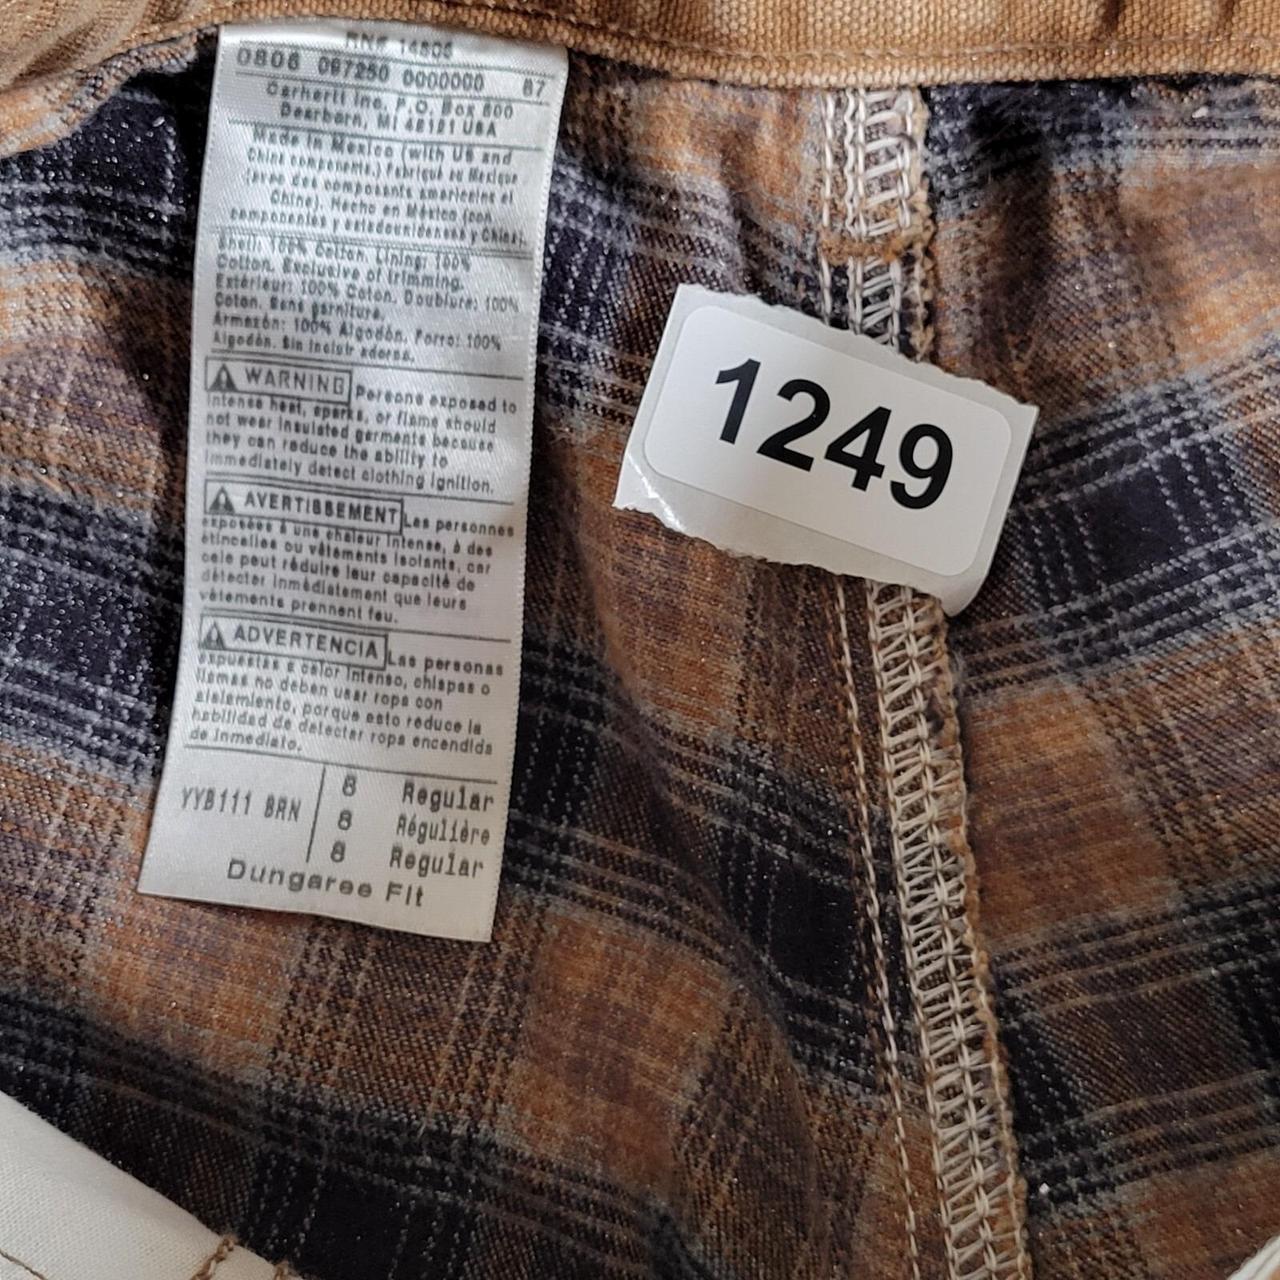 RN# 14806
0806 097250 0000000 87
Carhartt Inc, P.O. Box 600
Dearborn, MI 48121 USA
Made in Mexico (with US and
China components.) Fabriqué au Mexique
(avec des composants americains et
Chine). Hecho en México (con
componentes y estadounidenses y China).
Shell: 100% Cotton. Lining: 100%
Cotton. Exclusive of trimming.
Extérieur: 100% Coton. Doublure: 100%
Coton. Sans garniture.
Armazón: 100% Algodón. Forro: 100%
Algodón. Sin incluir adorno.
WARNING Persons exposed to
intense heat, sparks, or flame should
not wear insulated garments because
they can reduce the ability to
immediately detect clothing ignition.
AVERTISSEMENT Les personnes
exposées à une chaleur intense, à des
étincelles ou vêtements isolants, car
cela peut réduire leur capacité de
détecter immédiatement que leurs
vêtements prennent feu.
ADVERTENCIA Las personas
expuestas a calor intenso, chispas o
llamas no deben usar ropa con
aislamiento, porque esto reduce la
habilidad de detectar ropa encendida
de inmediato.
YYB111 BRN
8 Regular
8 Régulière
8 Regular
Dungaree Fit
1249